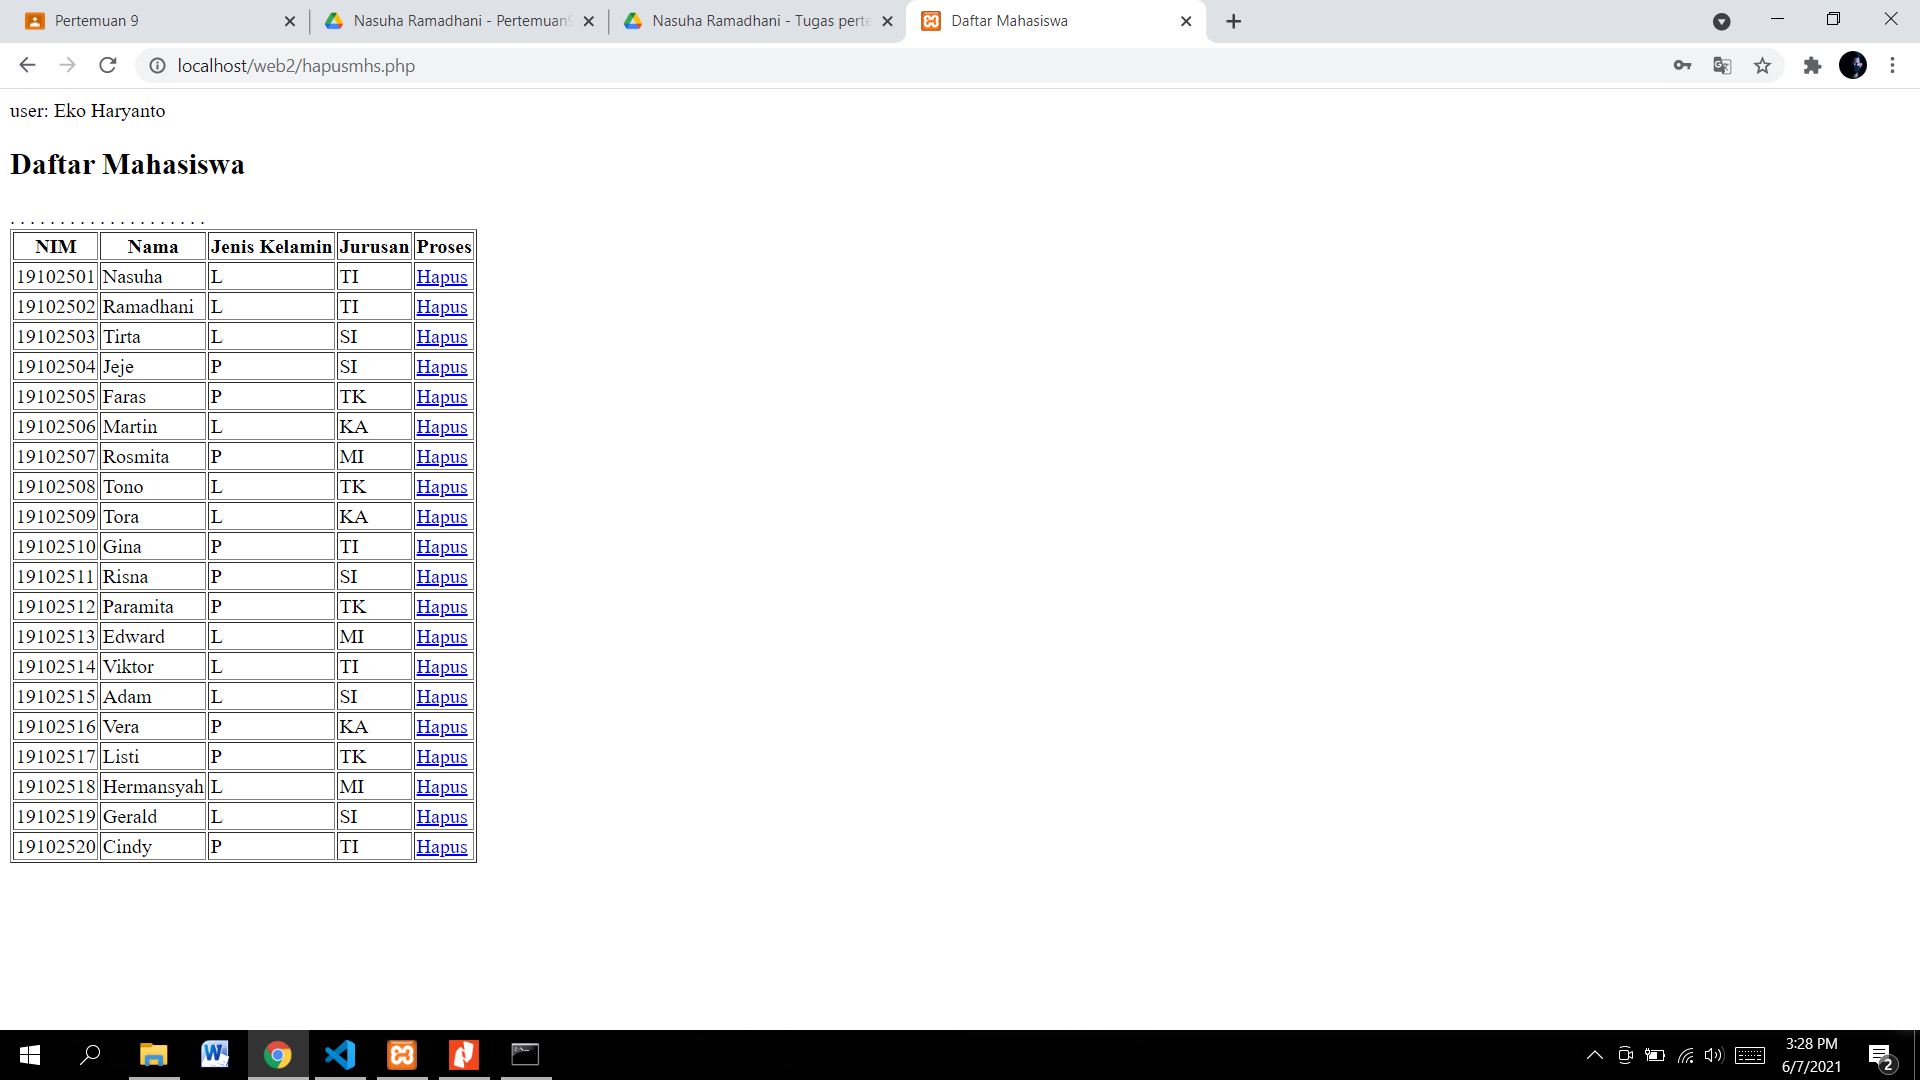 Pertemuan 9
Nasuha Ramadhani - Pertemuan9
Nasuha Ramadhani - Tugas perte
Daftar Mahasiswa
localhost/web2/hapusmhs.php
user: Eko Haryanto
Daftar Mahasiswa
. . . . . . . . . . . . . . . . . . . .
NIM Nama Jenis Kelamin Jurusan Proses
19102501 Nasuha L TI Hapus
19102502 Ramadhani L TI Hapus
19102503 Tirta L SI Hapus
19102504 Jeje P SI Hapus
19102505 Faras P TK Hapus
19102506 Martin L KA Hapus
19102507 Rosmita P MI Hapus
19102508 Tono L TK Hapus
19102509 Tora L KA Hapus
19102510 Gina P TI Hapus
19102511 Risna P SI Hapus
19102512 Paramita P TK Hapus
19102513 Edward L MI Hapus
19102514 Viktor L TI Hapus
19102515 Adam L SI Hapus
19102516 Vera P KA Hapus
19102517 Listi P TK Hapus
19102518 Hermansyah L MI Hapus
19102519 Gerald L SI Hapus
19102520 Cindy P TI Hapus
3:28 PM
6/7/2021
2